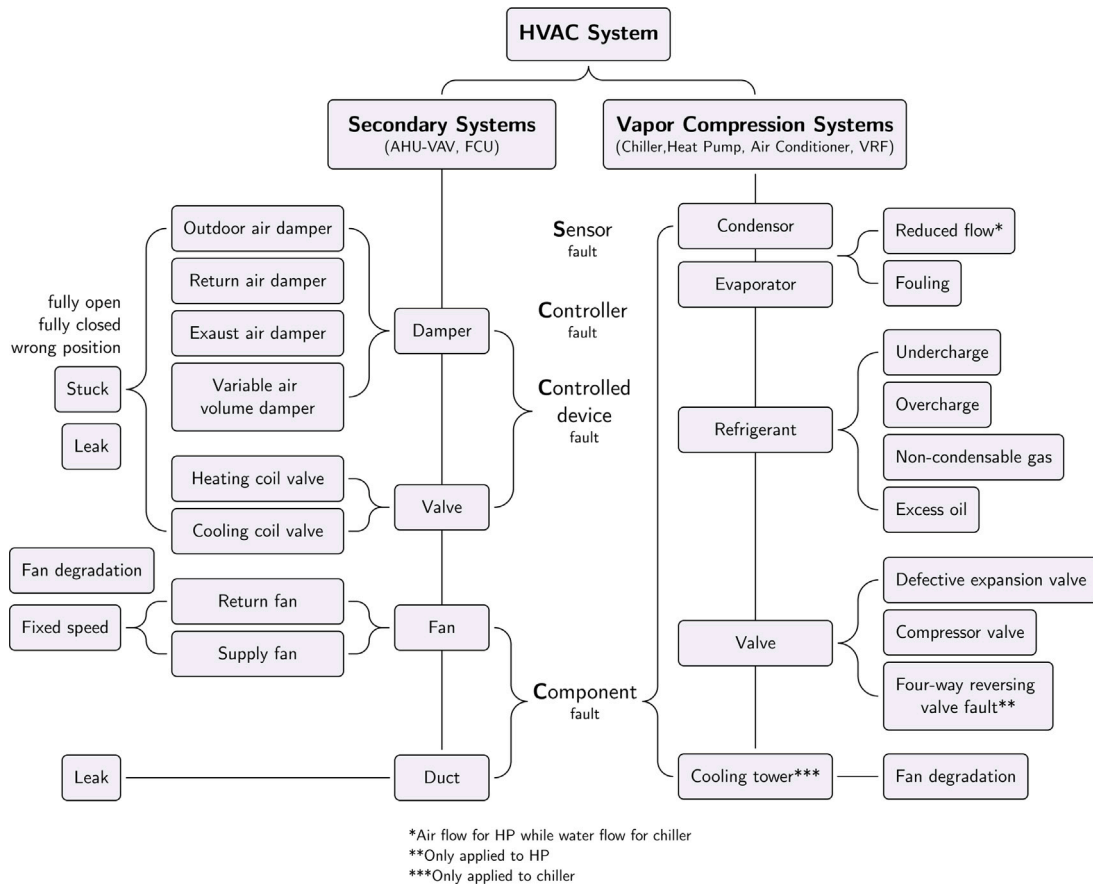 HVAC System
Secondary Systems
(AHU-VAV, FCU)
Vapor Compression Systems
(Chiller,Heat Pump, Air Conditioner, VRF)
Outdoor air damper
Return air damper
Exaust air damper
Variable air
volume damper
fully open
fully closed
wrong position
Stuck
Leak
Damper
Heating coil valve
Cooling coil valve
Valve
Fan degradation
Fixed speed
Return fan
Supply fan
Fan
Leak
Duct
Sensor
fault
Controller
fault
Controlled
device
fault
Component
fault
Condensor
Evaporator
Reduced flow*
Fouling
Refrigerant
Undercharge
Overcharge
Non-condensable gas
Excess oil
Valve
Defective expansion valve
Compressor valve
Four-way reversing
valve fault**
Cooling tower***
Fan degradation
*Air flow for HP while water flow for chiller
**Only applied to HP
***Only applied to chiller